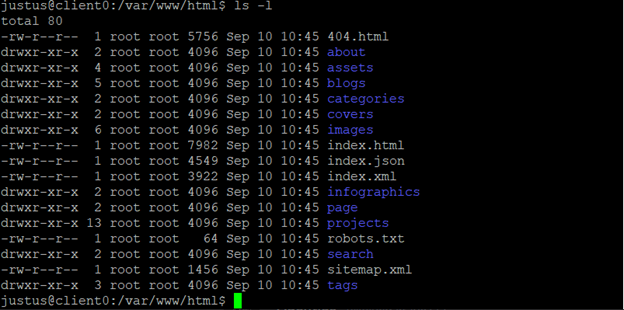 justus@client0:/var/www/html$ ls -l
total 80
-rw-r--r--  1 root root 5756 Sep 10 10:45 404.html
drwxr-xr-x  2 root root 4096 Sep 10 10:45 about
drwxr-xr-x  4 root root 4096 Sep 10 10:45 assets
drwxr-xr-x  5 root root 4096 Sep 10 10:45 blogs
drwxr-xr-x  2 root root 4096 Sep 10 10:45 categories
drwxr-xr-x  2 root root 4096 Sep 10 10:45 covers
drwxr-xr-x  6 root root 4096 Sep 10 10:45 images
-rw-r--r--  1 root root 7982 Sep 10 10:45 index.html
-rw-r--r--  1 root root 4549 Sep 10 10:45 index.json
-rw-r--r--  1 root root 3922 Sep 10 10:45 index.xml
drwxr-xr-x  2 root root 4096 Sep 10 10:45 infographics
drwxr-xr-x  2 root root 4096 Sep 10 10:45 page
drwxr-xr-x 13 root root 4096 Sep 10 10:45 projects
-rw-r--r--  1 root root   64 Sep 10 10:45 robots.txt
drwxr-xr-x  2 root root 4096 Sep 10 10:45 search
-rw-r--r--  1 root root 1456 Sep 10 10:45 sitemap.xml
drwxr-xr-x  3 root root 4096 Sep 10 10:45 tags
justus@client0:/var/www/html$